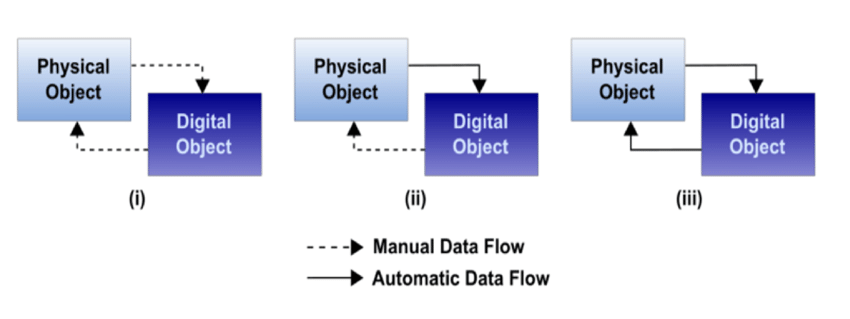 Physical
Object
Digital
Object
(i)
Physical
Object
Digital
Object
(ii)
Physical
Object
Digital
Object
(iii)
Manual Data Flow
Automatic Data Flow